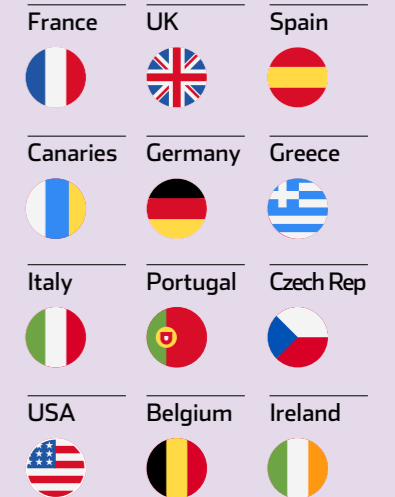 France UK Spain
Canaries Germany Greece
Italy Portugal Czech Rep
USA Belgium Ireland